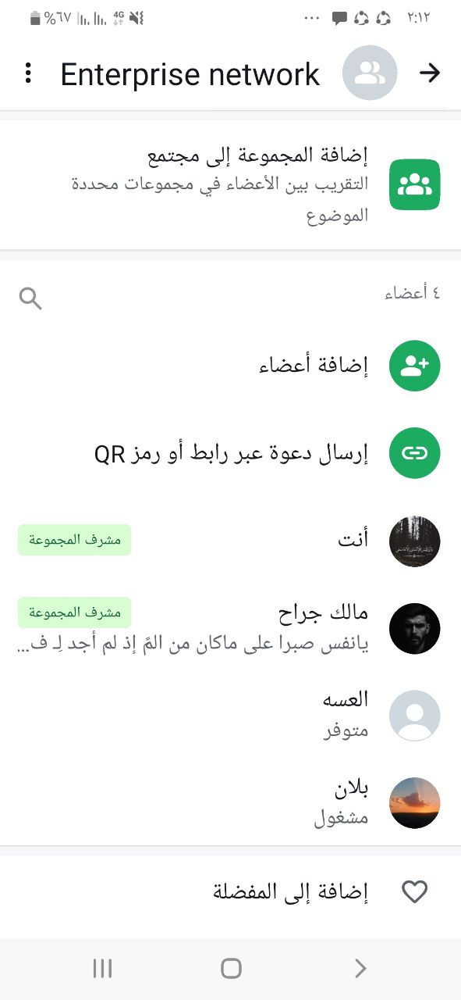 ٢:١٢ ... 4G %٦٧
Enterprise network
إضافة المجموعة إلى مجتمع
التقريب بين الأعضاء في مجموعات محددة
الموضوع
٤ أعضاء
إضافة أعضاء
إرسال دعوة عبر رابط أو رمز QR
أنت
مشرف المجموعة
مالك جراح
مشرف المجموعة
يانفس صبرا على ماكان من المً إذ لم أجد لِـ ف...
العسه
متوفر
بلان
مشغول
إضافة إلى المفضلة